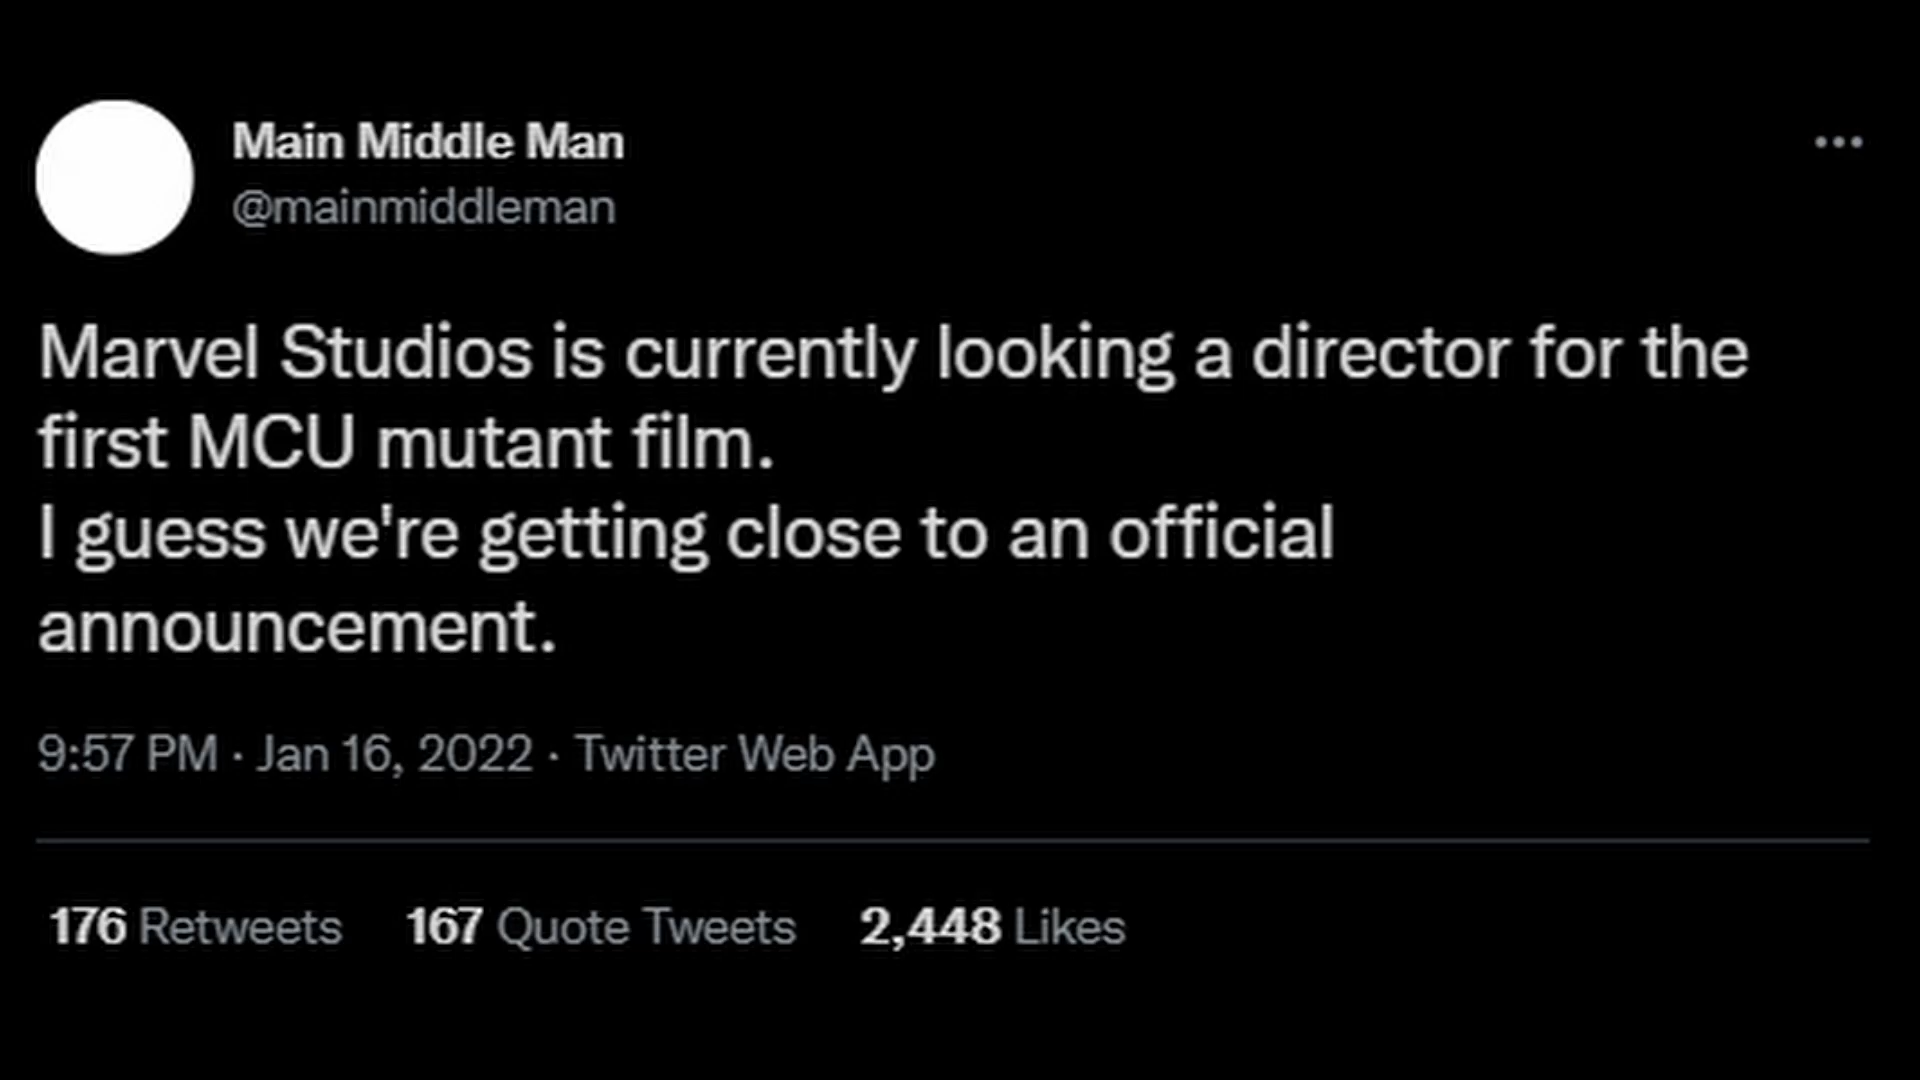 Main Middle Man
@mainmiddleman
Marvel Studios is currently looking a director for the
first MCU mutant film.
I guess we're getting close to an official
announcement.
9:57 PM · Jan 16, 2022 · Twitter Web App
176 Retweets 167 Quote Tweets 2,448 Likes